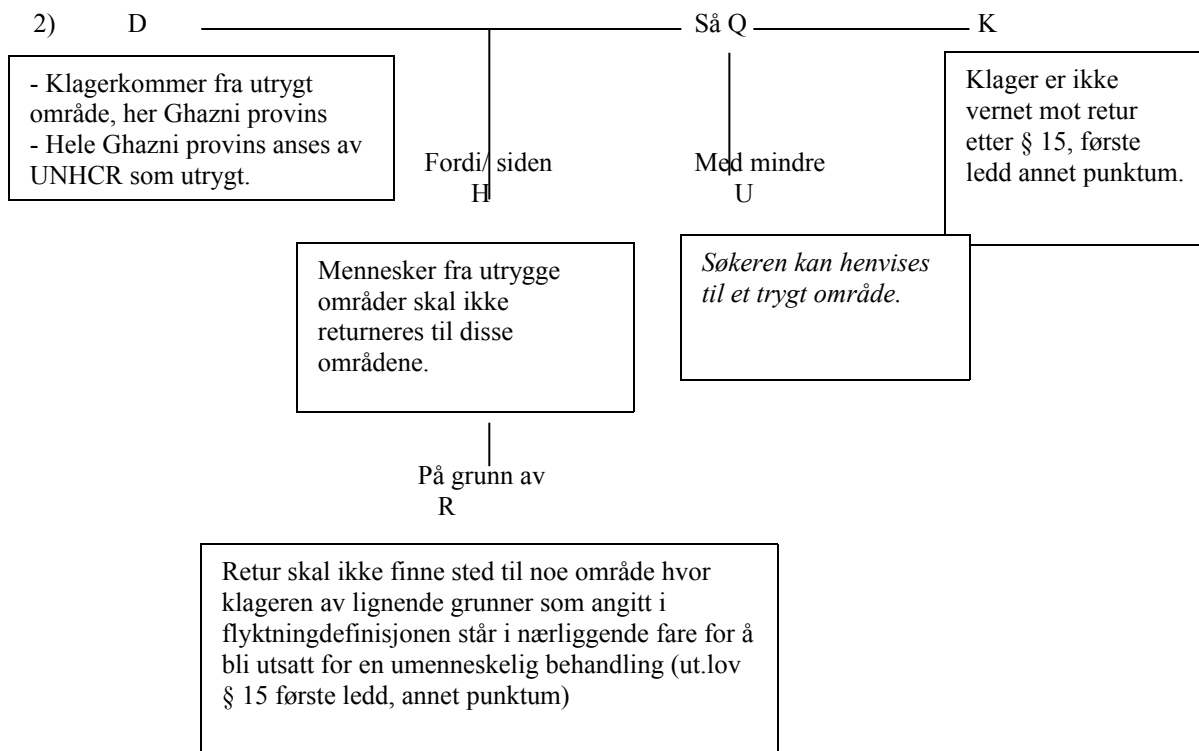 2) D Så Q K
- Klagerkommer fra utrygt
område, her Ghazni provins
- Hele Ghazni provins anses av
UNHCR som utrygt.
Fordi/ siden
H
Med mindre
U
Klager er ikke
vernet mot retur
etter § 15, første
ledd annet punktum.
Mennesker fra utrygge
områder skal ikke
returneres til disse
områdene.
Søkeren kan henvises
til et trygt område.
På grunn av
R
Retur skal ikke finne sted til noe område hvor
klageren av lignende grunner som angitt i
flyktningdefinisjonen står i nærliggende fare for å
bli utsatt for en umenneskelig behandling (ut.lov
§ 15 første ledd, annet punktum)